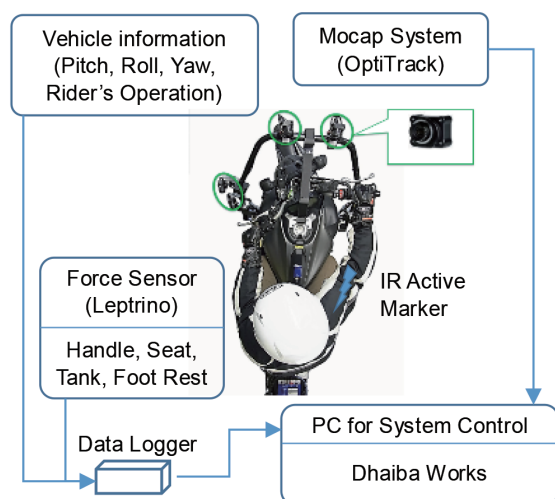 Vehicle information
(Pitch, Roll, Yaw,
Rider's Operation)
Mocap System
(OptiTrack)
Force Sensor
(Leptrino)
Handle, Seat,
Tank, Foot Rest
IR Active
Marker
Data Logger
PC for System Control
Dhaiba Works